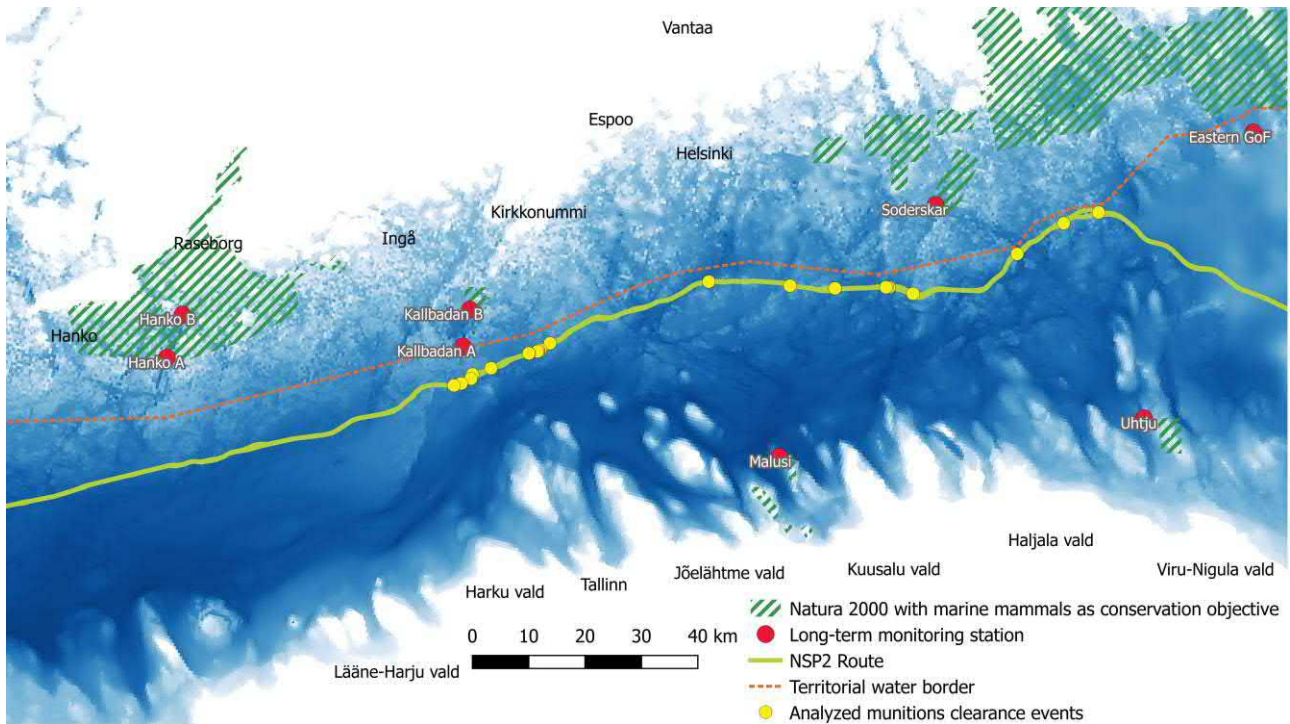 Vantaa
Espoo
Helsinki
Eastern GoF
Kirkkonummi
Soderskar
Raseborg
Ingå
Hanko B
Kallbadan B
Hanko
Hanko A
Kallbadan A
Uhtju
Malusi
Haljala vald
Jõelähtme vald
Kuusalu vald
Viru-Nigula vald
Tallinn
Harku vald
Natura 2000 with marine mammals as conservation objective
0 10 20 30 40 km
Long-term monitoring station
NSP2 Route
Lääne-Harju vald
Territorial water border
Analyzed munitions clearance events